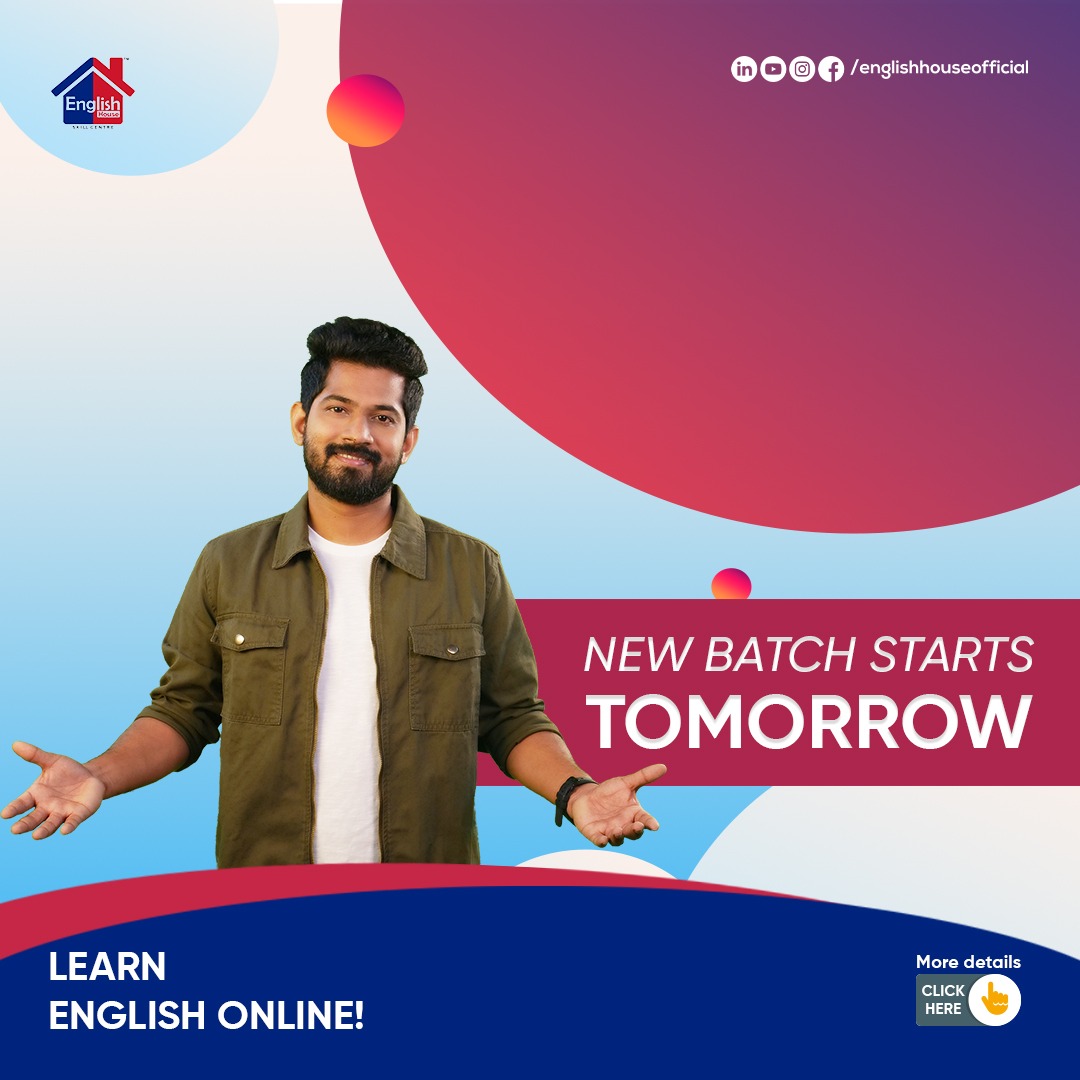 English
House
SKILL CENTRE
/englishhouseofficial
NEW BATCH STARTS
TOMORROW
LEARN
ENGLISH ONLINE!
More details
CLICK
HERE